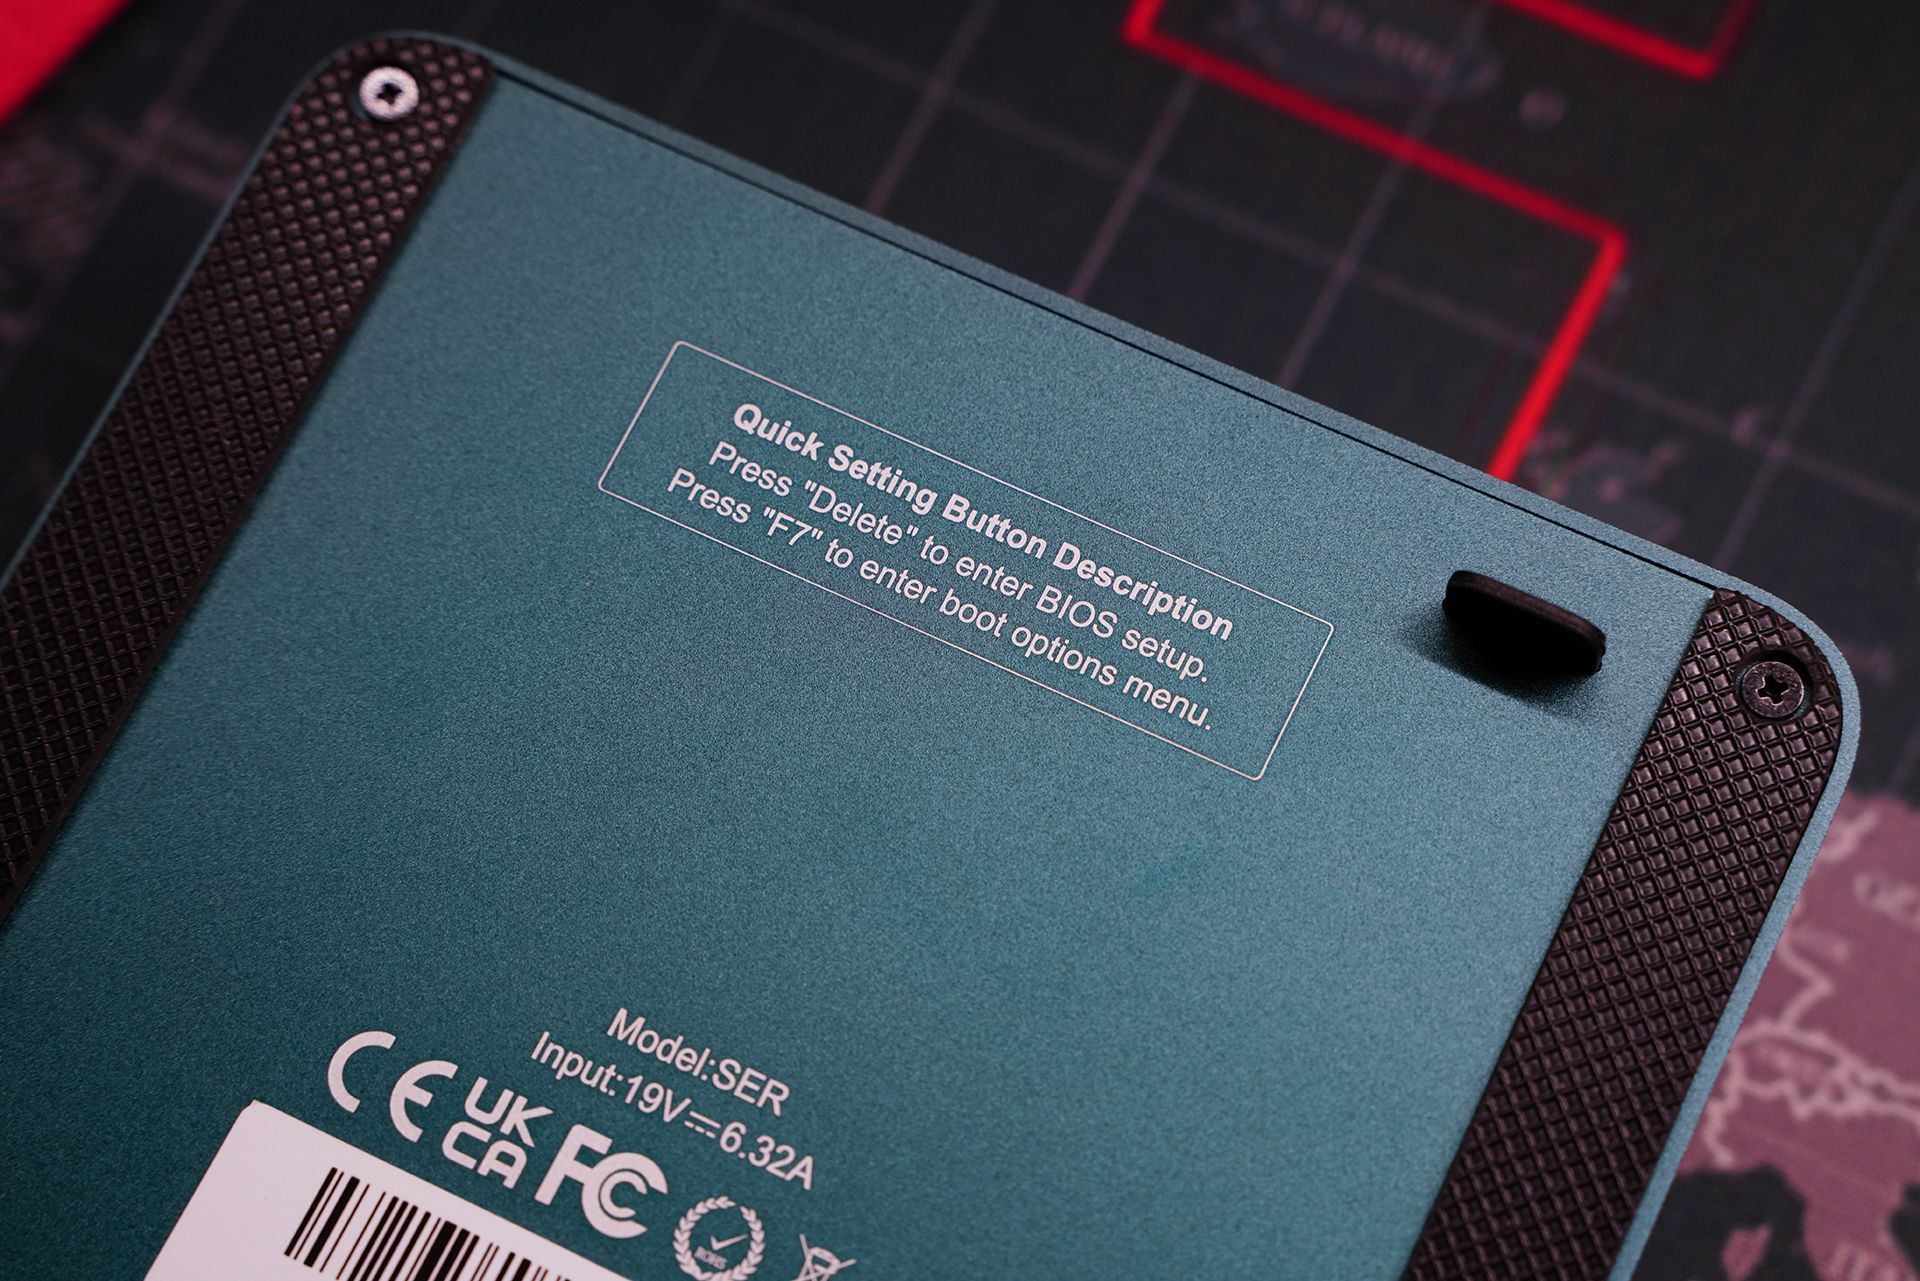 Quick Setting Button Description
Press "Delete" to enter BIOS setup.
Press "F7" to enter boot options menu.
Model:SER
Input:19V⎓6.32A
CE
UK
CA
FC
ROHS